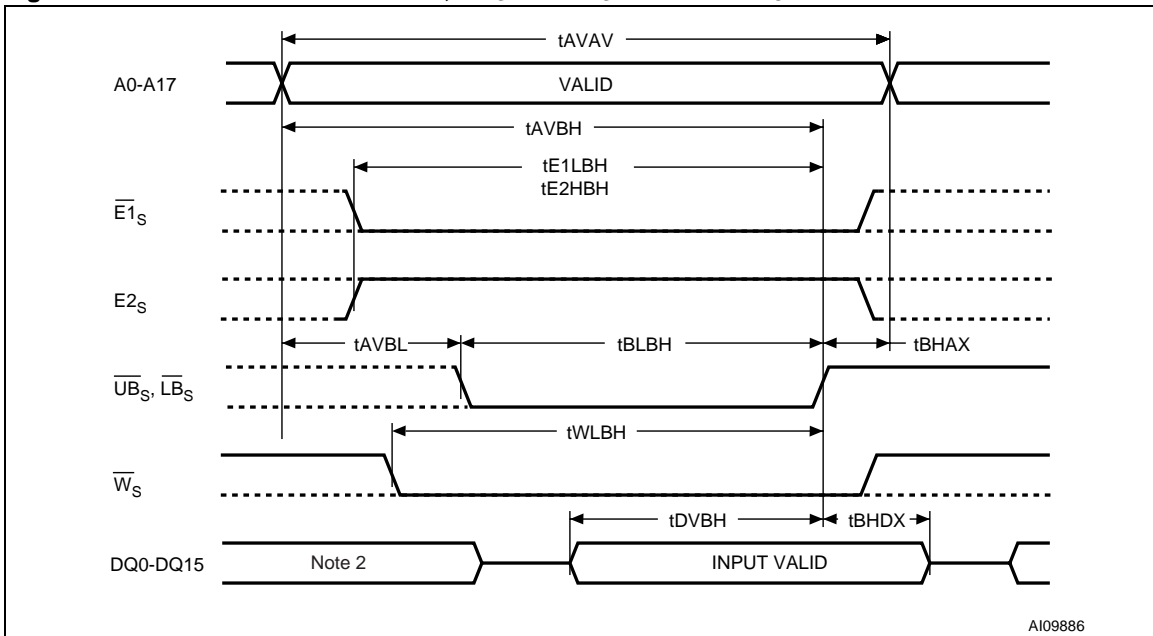 tAVAV
A0-A17
VALID
tAVBH
tE1LBH
tE2HBH
E1S
E2S
tAVBL
tBLBH
tBHAX
UBS, LBS
tWLBH
WS
tDVBH
tBHDX
DQ0-DQ15
Note 2
INPUT VALID
AI09886